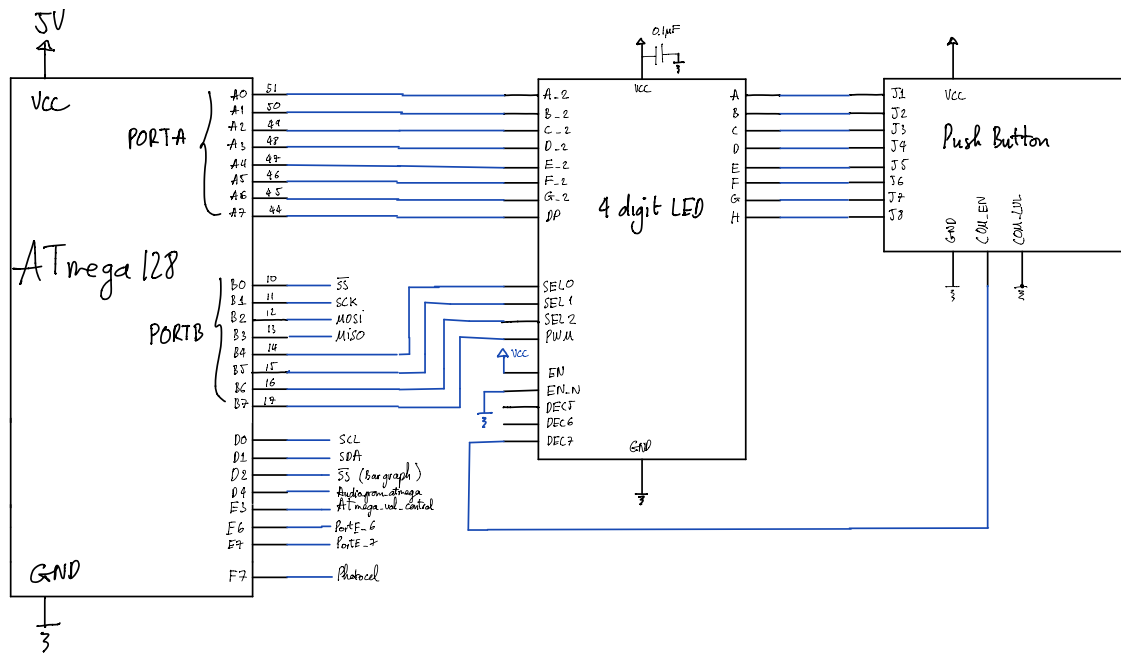 5V
VCC
A0 51
A1 50
A2 49
A3 48
A4 47
A5 46
A6 45
A7 44
PORTA
ATmega 128
PORTB
B0 10 S̅S̅
B1 11 SCK
B2 12 MOSI
B3 13 MISO
B4 14
B5 15
B6 16
B7 17
D0 SCL
D1 SDA
D2 S̅S̅ (Bargraph)
D4 Audiogrom_atmega
E3 ATmega_vol_control
E6 PortE_6
E7 PortE_7
F7 Photocel
GND
0.1µF
VCC
A_2 A
B_2 B
C_2 C
D_2 D
E_2 E
F_2 F
G_2 G
DP H
4 digit LED
SEL0
SEL1
SEL2
PWM
VCC
EN
EN_N
DEC5
DEC6
DEC7
GND
J1
J2
J3
J4
J5
J6
J7
J8
VCC
Push Button
GND
COM_EN
COM_LVL